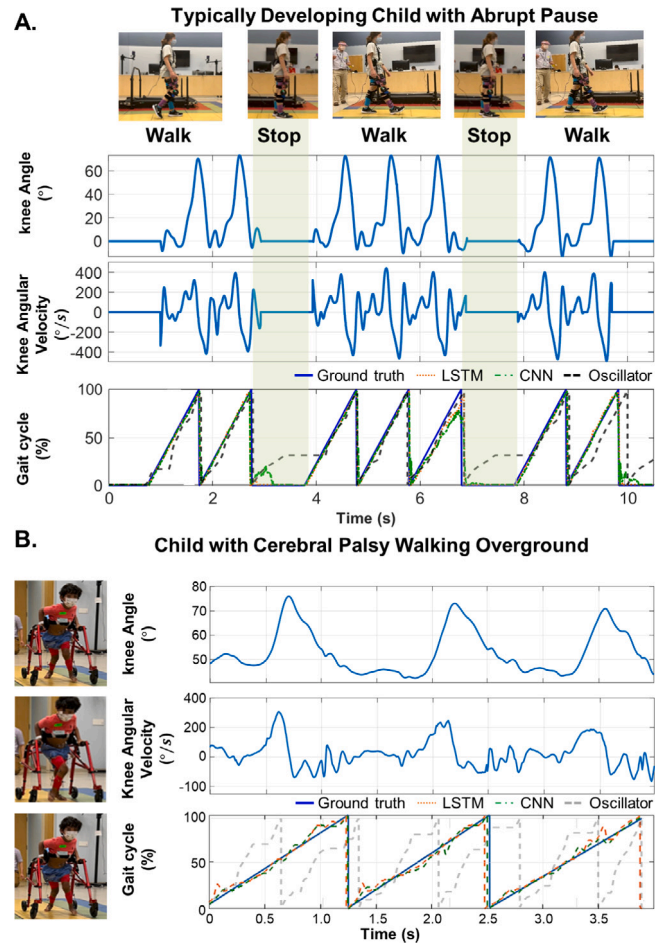 A.
Typically Developing Child with Abrupt Pause
Walk Stop Walk Stop Walk
knee Angle
(°)
60
40
20
0
Knee Angular
Velocity
(°/s)
400
200
0
-200
-400
Ground truth LSTM CNN Oscillator
Gait cycle
(%)
100
50
0
0 2 4 6 8 10
Time (s)
B.
Child with Cerebral Palsy Walking Overground
knee Angle
(°)
80
70
60
50
Knee Angular
Velocity
(°/s)
400
200
0
-100
Ground truth LSTM CNN Oscillator
Gait cycle
(%)
100
50
0
0 0.5 1.0 1.5 2.0 2.5 3.0 3.5
Time (s)